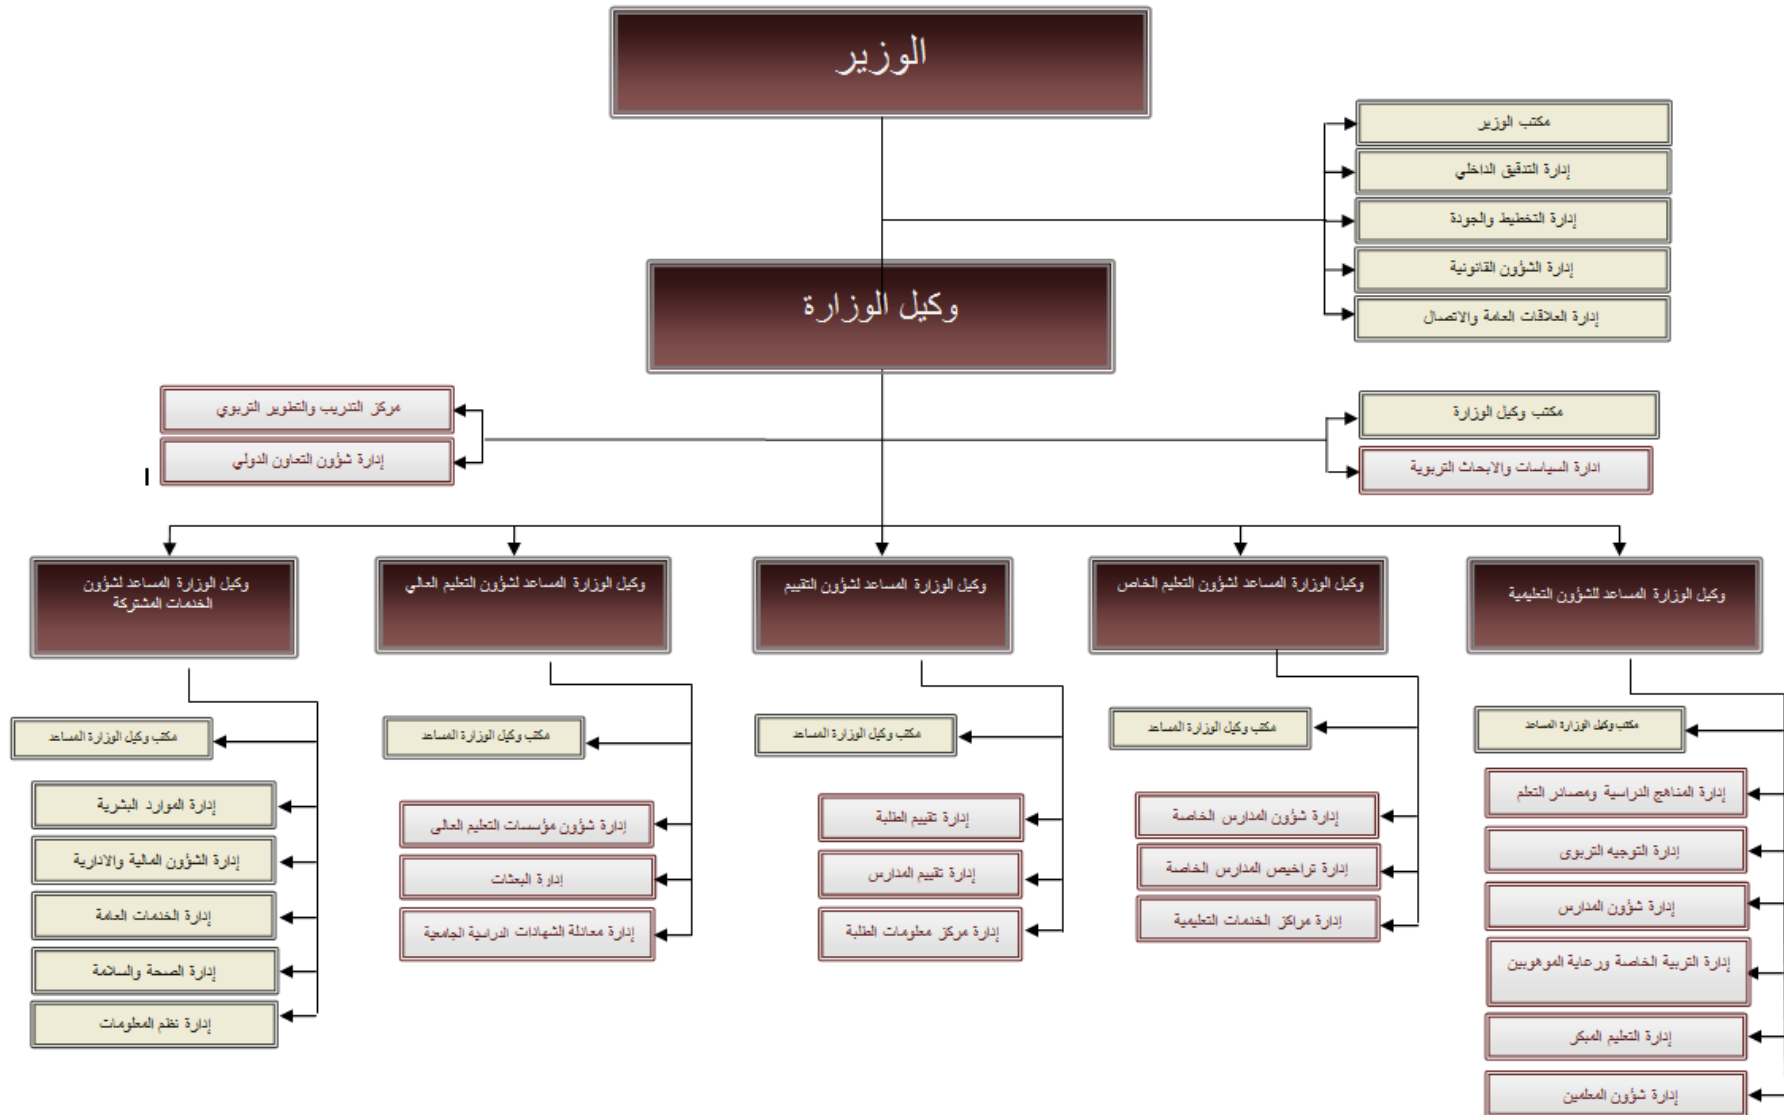 الوزير
مكتب الوزير
إدارة التدقيق الداخلي
إدارة التخطيط والجودة
إدارة الشؤون القانونية
إدارة العلاقات العامة والاتصال
وكيل الوزارة
مكتب وكيل الوزارة
ادارة السياسات والابحاث التربوية
مركز التدريب والتطوير التربوي
إدارة شؤون التعاون الدولي
وكيل الوزارة المساعد للشؤون التعليمية
مكتب وكيل الوزارة المساعد
إدارة المناهج الدراسية ومصادر التعلم
إدارة التوجيه التربوى
إدارة شؤون المدارس
إدارة التربية الخاصة ورعاية الموهوبين
إدارة التعليم المبكر
إدارة شؤون المعلمين
وكيل الوزارة المساعد لشؤون التعليم الخاص
مكتب وكيل الوزارة المساعد
إدارة شؤون المدارس الخاصة
إدارة تراخيص المدارس الخاصة
إدارة مراكز الخدمات التعليمية
وكيل الوزارة المساعد لشؤون التقييم
مكتب وكيل الوزارة المساعد
إدارة تقييم الطلبة
إدارة تقييم المدارس
إدارة مركز معلومات الطلبة
وكيل الوزارة المساعد لشؤون التعليم العالي
مكتب وكيل الوزارة المساعد
إدارة شؤون مؤسسات التعليم العالى
إدارة البعثات
إدارة معادلة الشهادات الدراسية الجامعية
وكيل الوزارة المساعد لشؤون
الخدمات المشتركة
مكتب وكيل الوزارة المساعد
إدارة الموارد البشرية
إدارة الشؤون المالية والادارية
إدارة الخدمات العامة
إدارة الصحة والسلامة
إدارة نظم المعلومات